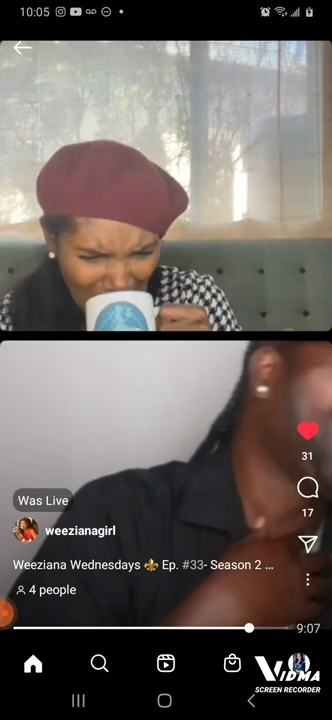 10:05
31
17
Was Live
weezianagirl
Weeziana Wednesdays ⚜ Ep. #33- Season 2 ...
4 people
9:07
VIDMA
SCREEN RECORDER